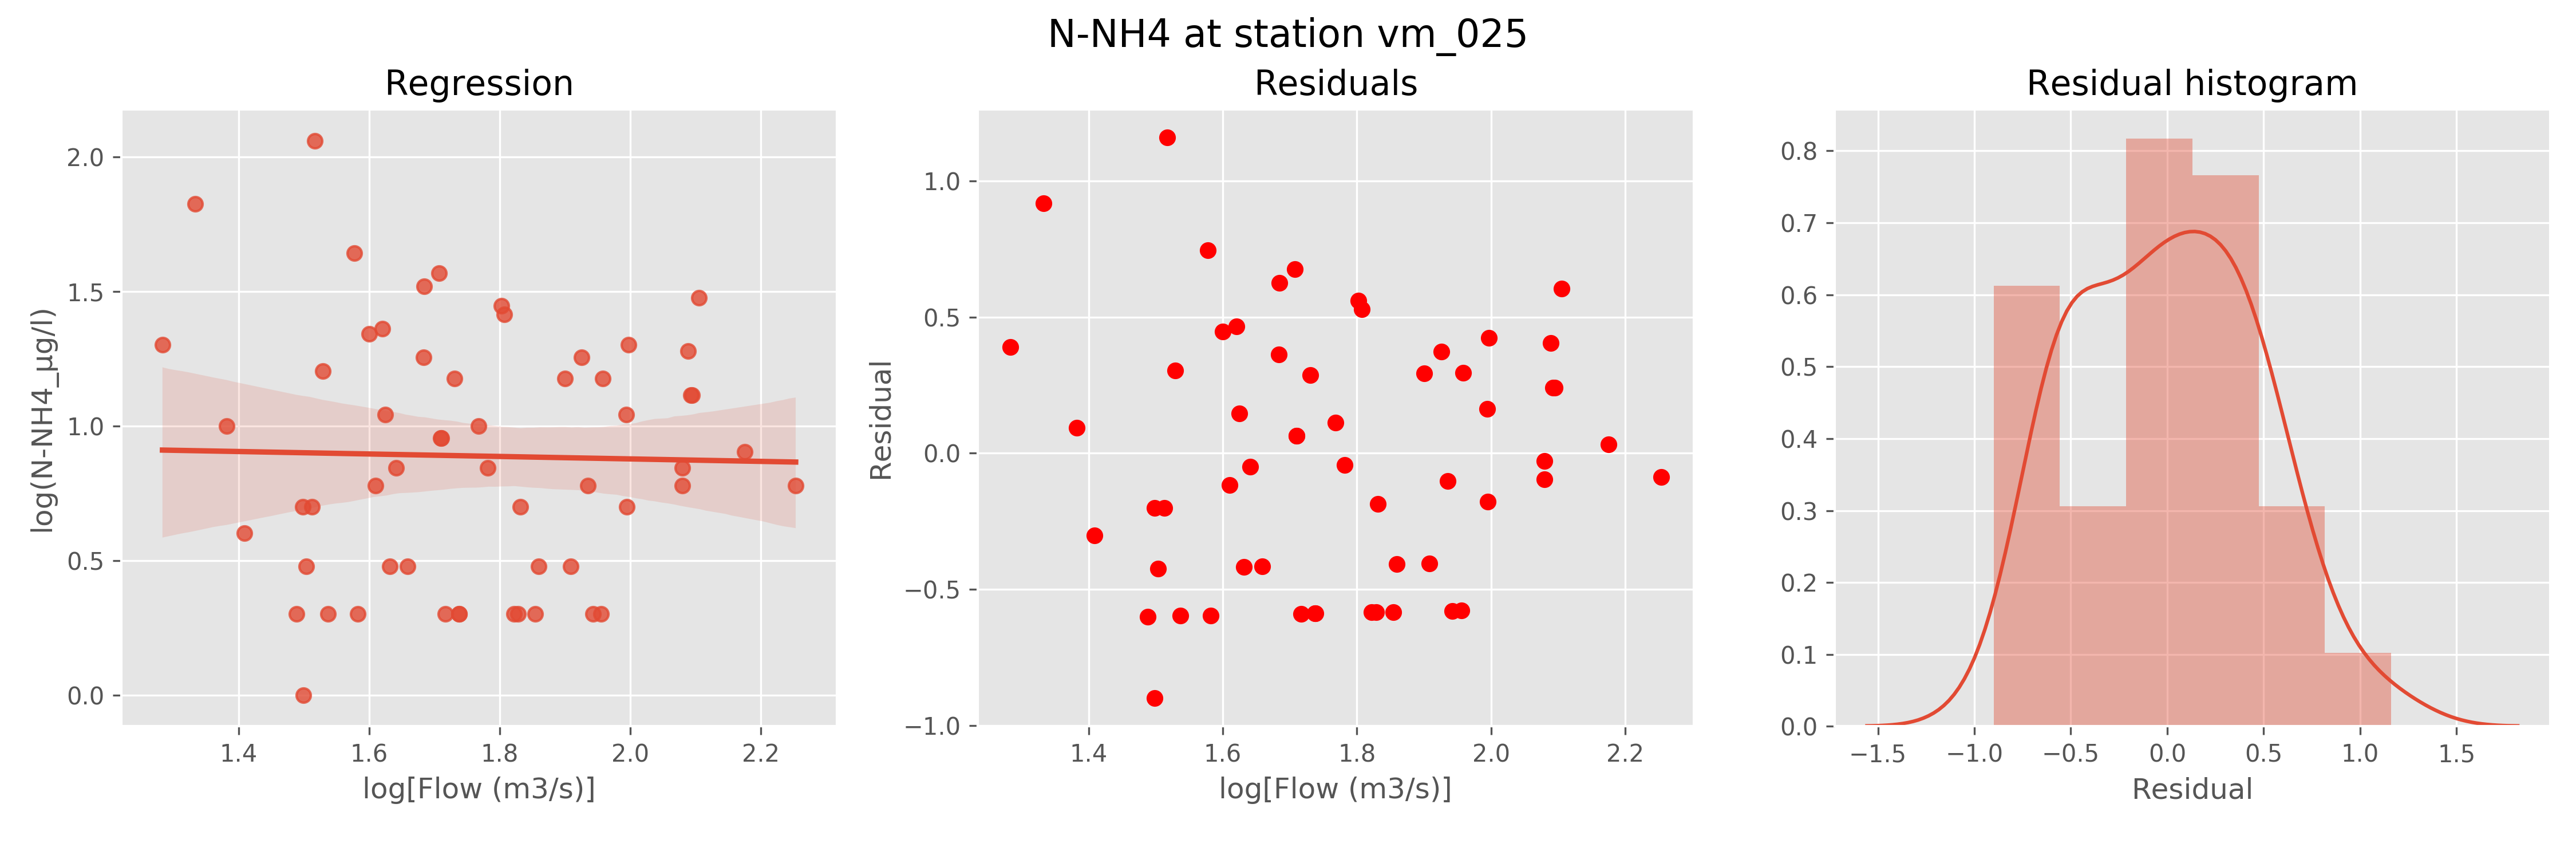 N-NH4 at station vm_025
Regression
2.0
1.5
1.0
0.5
0.0
log(N-NH4_µg/l)
1.4 1.6 1.8 2.0 2.2
log[Flow (m3/s)]
Residuals
1.0
0.5
0.0
−0.5
−1.0
Residual
1.4 1.6 1.8 2.0 2.2
log[Flow (m3/s)]
Residual histogram
0.8
0.7
0.6
0.5
0.4
0.3
0.2
0.1
0.0
−1.5 −1.0 −0.5 0.0 0.5 1.0 1.5
Residual